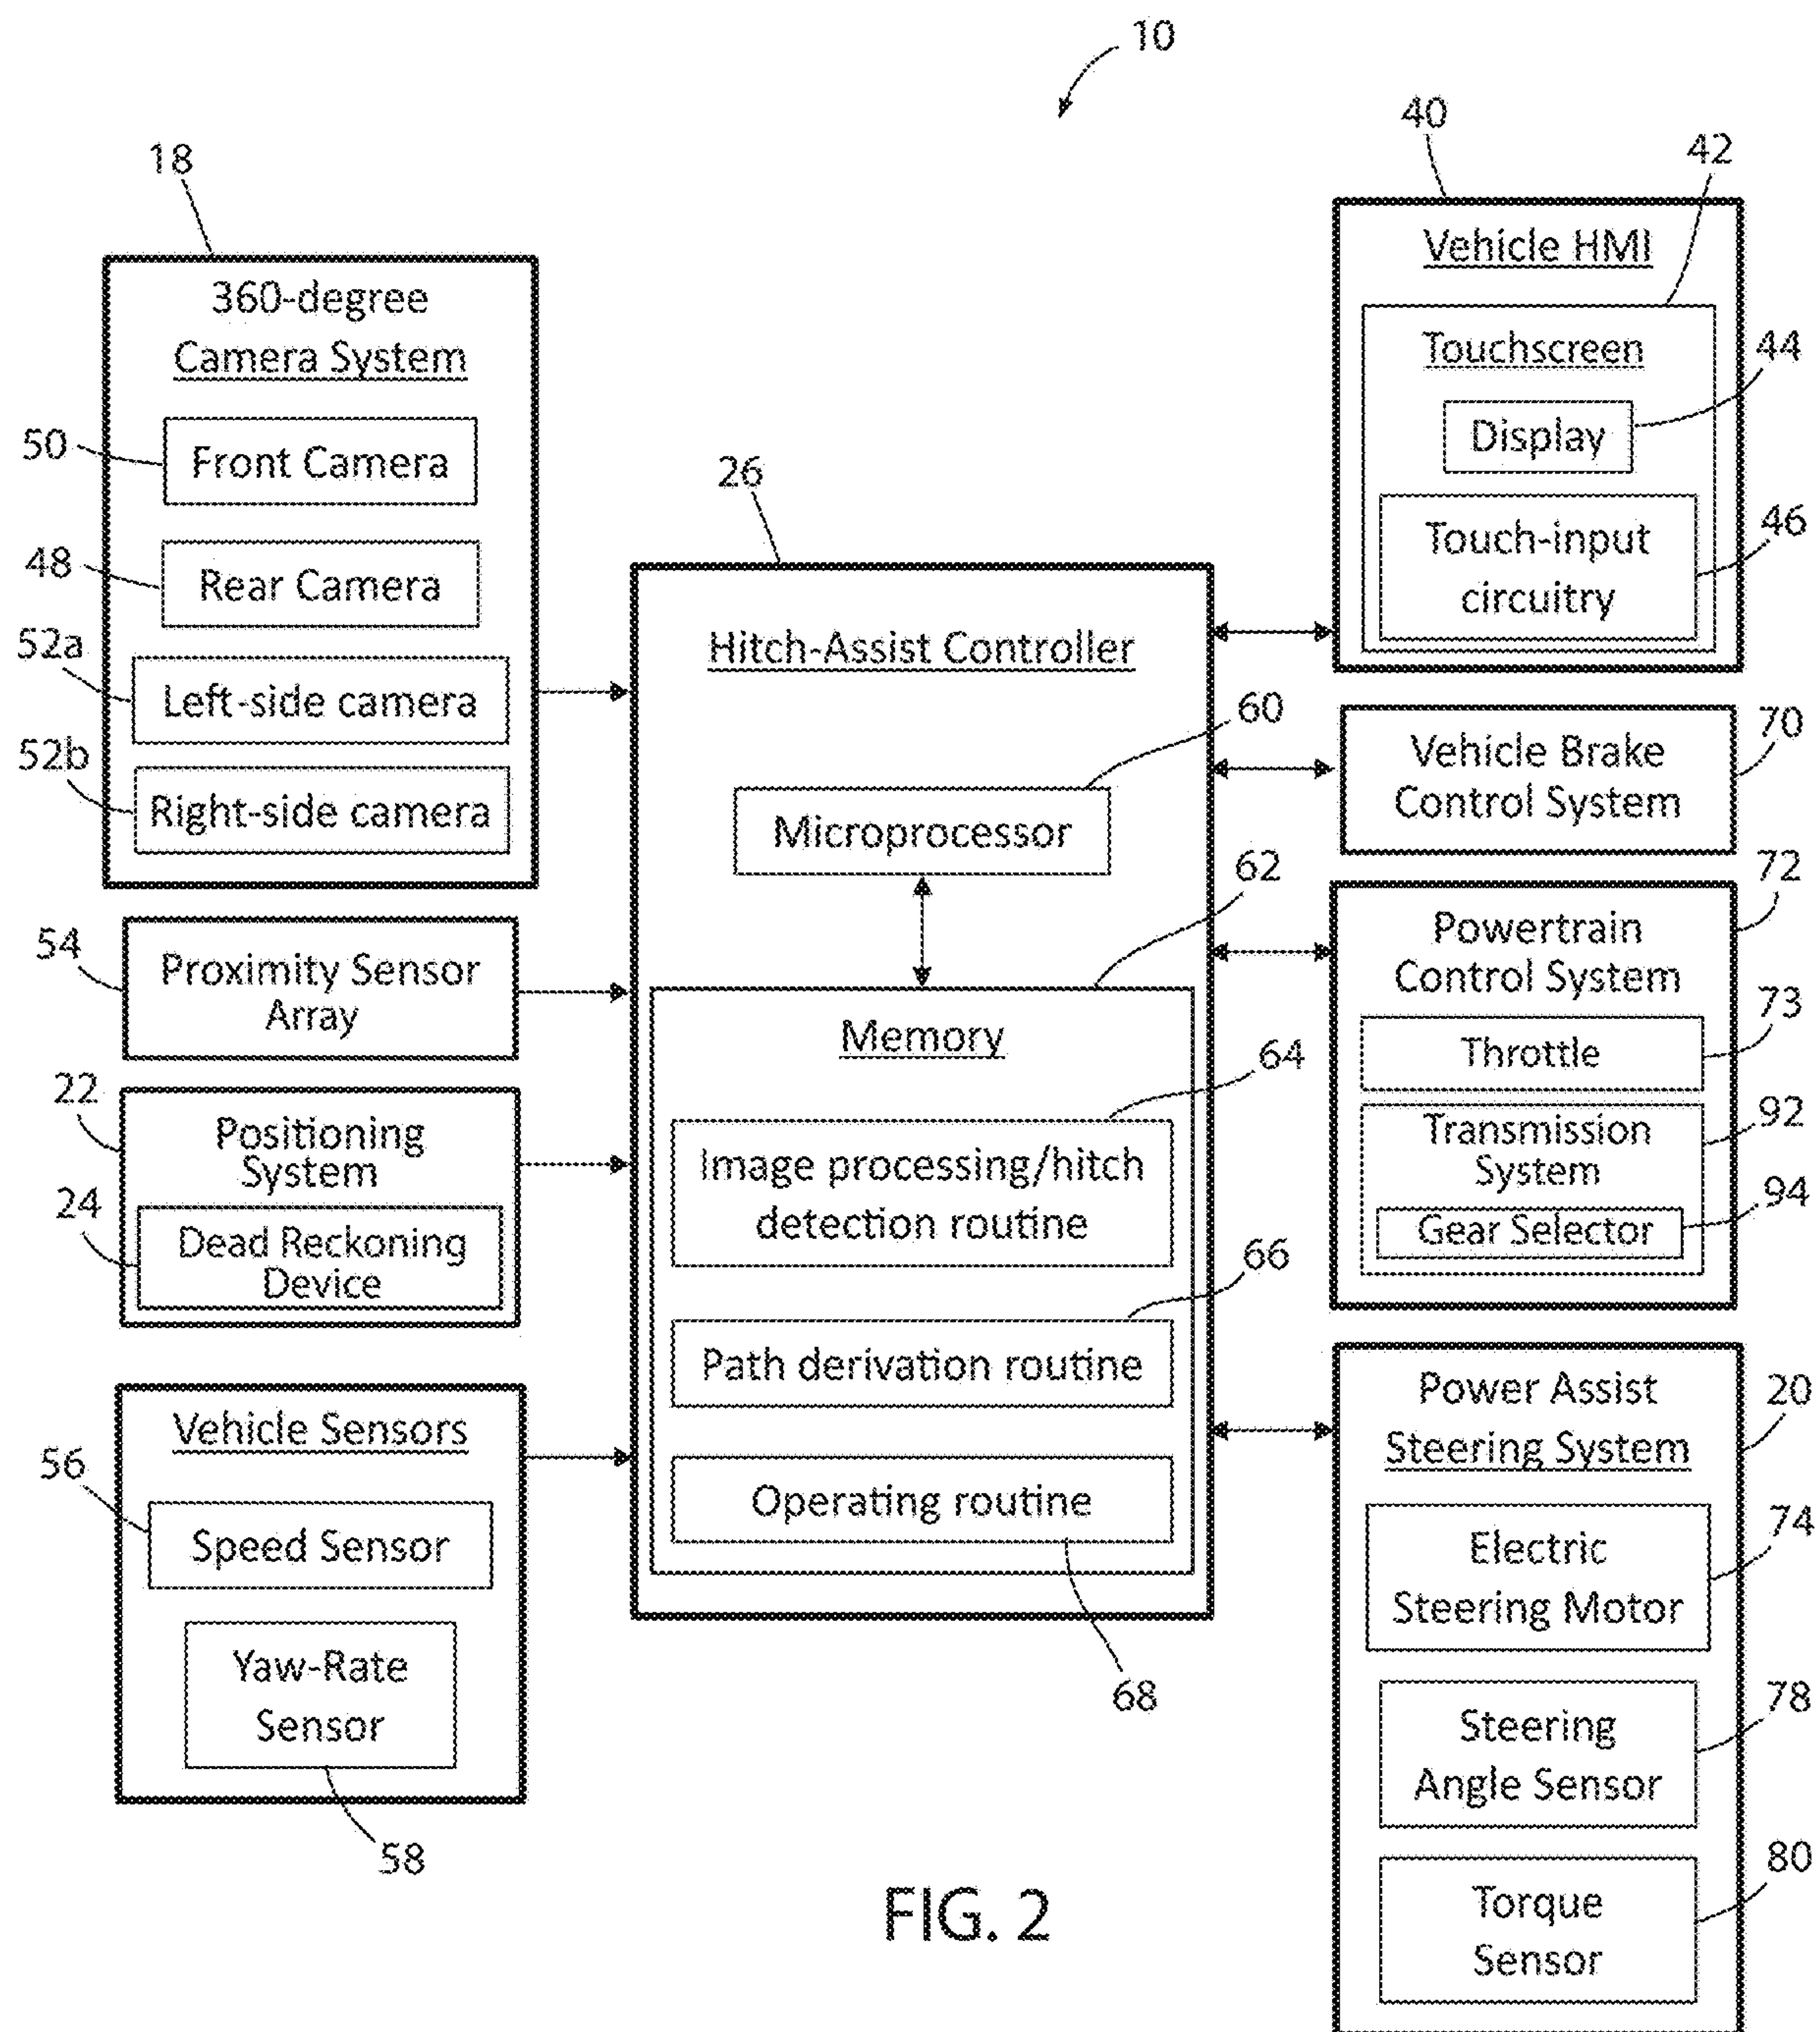 10
18
360-degree
Camera System
50
Front Camera
48
Rear Camera
52a
Left-side camera
52b
Right-side camera
54
Proximity Sensor
Array
22
Positioning
System
24
Dead Reckoning
Device
Vehicle Sensors
56
Speed Sensor
Yaw-Rate
Sensor
58
26
Hitch-Assist Controller
60
Microprocessor
62
Memory
64
Image processing/hitch
detection routine
66
Path derivation routine
Operating routine
68
40
42
Vehicle HMI
Touchscreen
44
Display
46
Touch-input
circuitry
70
Vehicle Brake
Control System
72
Powertrain
Control System
73
Throttle
92
Transmission
System
94
Gear Selector
20
Power Assist
Steering System
74
Electric
Steering Motor
78
Steering
Angle Sensor
80
Torque
Sensor
FIG. 2